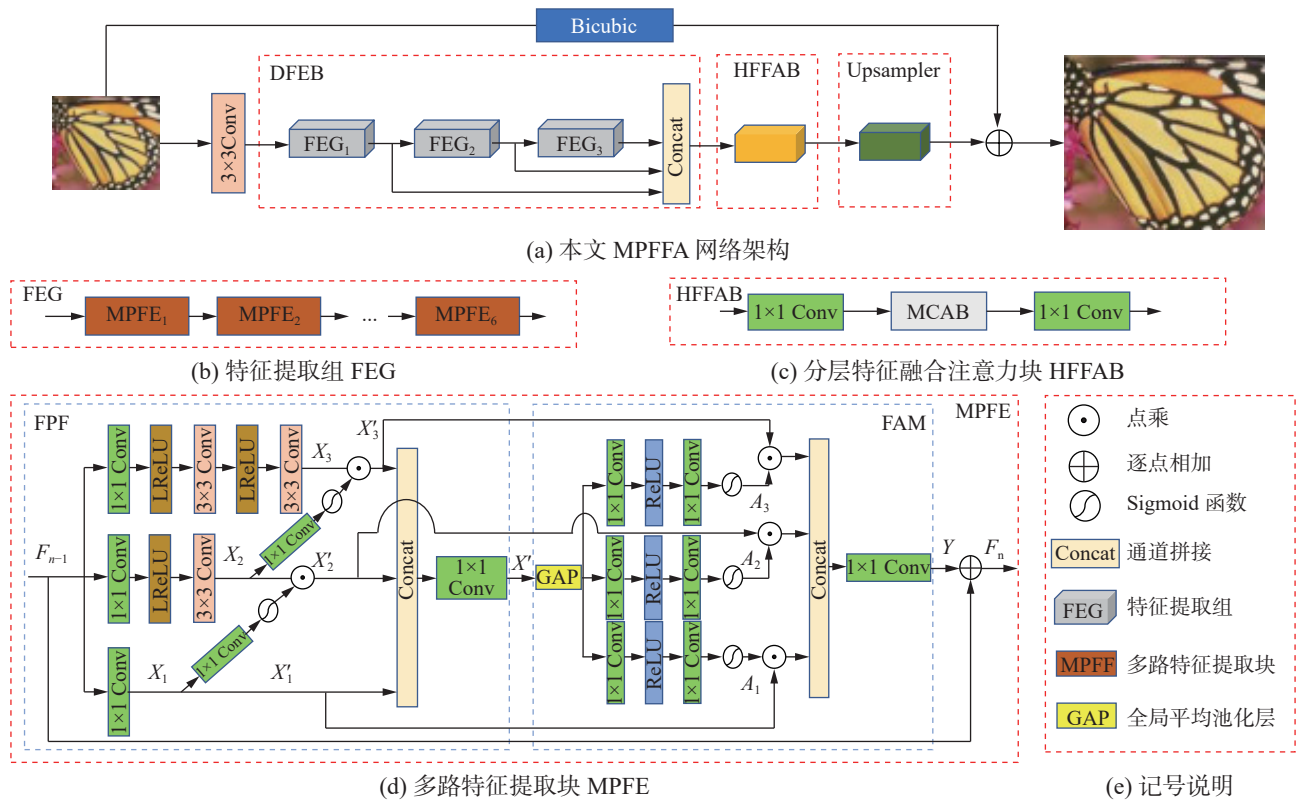 Bicubic
DFEB
HFFAB
Upsampler
3×3Conv
FEG₁
FEG₂
FEG₃
Concat
(a) 本文 MPFFA 网络架构
FEG
MPFE₁
MPFE₂
...
MPFE₆
(b) 特征提取组 FEG
HFFAB
1×1 Conv
MCAB
1×1 Conv
(c) 分层特征融合注意力块 HFFAB
FPF
FAM
MPFE
Fₙ₋₁
1×1 Conv
LReLU
3×3 Conv
LReLU
3×3 Conv
X₃
X′₃
1×1 Conv
1×1 Conv
LReLU
3×3 Conv
X₂
X′₂
1×1 Conv
1×1 Conv
X₁
X′₁
Concat
1×1
Conv
X′
GAP
1×1 Conv
ReLU
1×1 Conv
A₃
1×1 Conv
ReLU
1×1 Conv
A₂
1×1 Conv
ReLU
1×1 Conv
A₁
Concat
1×1 Conv
Y
Fₙ
(d) 多路特征提取块 MPFE
点乘
逐点相加
Sigmoid 函数
Concat 通道拼接
FEG 特征提取组
MPFF 多路特征提取块
GAP 全局平均池化层
(e) 记号说明